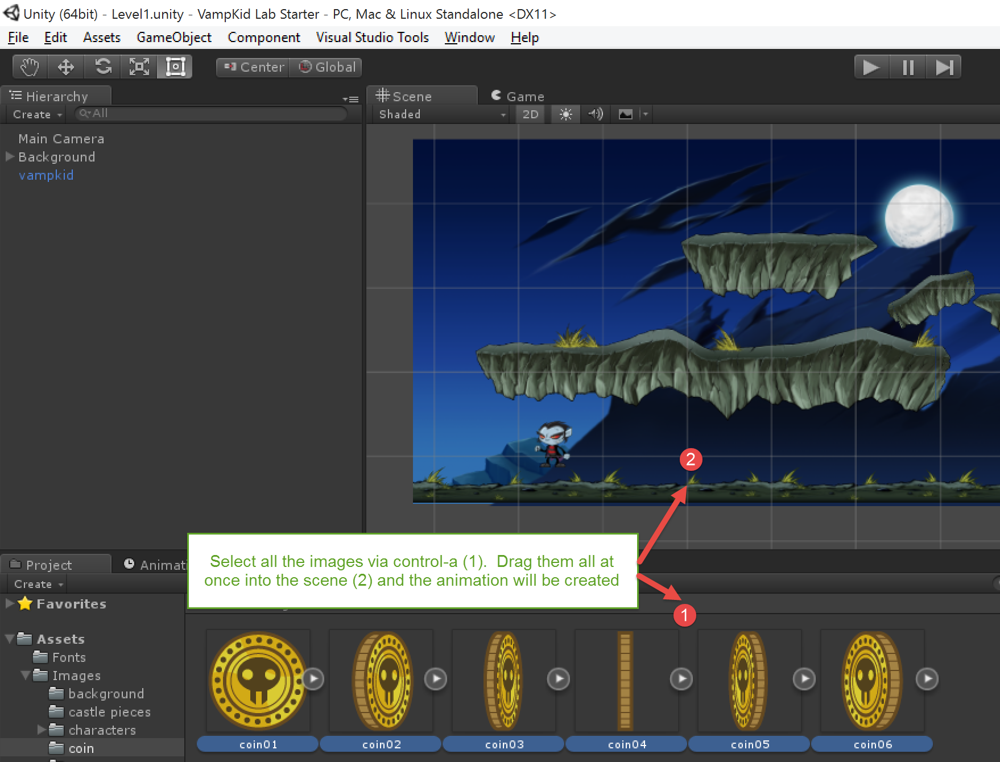 Unity (64bit) - Level1.unity - VampKid Lab Starter - PC, Mac & Linux Standalone <DX11>
File Edit Assets GameObject Component Visual Studio Tools Window Help
Center Global
Hierarchy
Create All
Main Camera
Background
vampkid
Scene Game
Shaded 2D
2
Select all the images via control-a (1).  Drag them all at
once into the scene (2) and the animation will be created
1
Project Animati
Create
Favorites
Assets
Fonts
Images
background
castle pieces
characters
coin
coin01 coin02 coin03 coin04 coin05 coin06